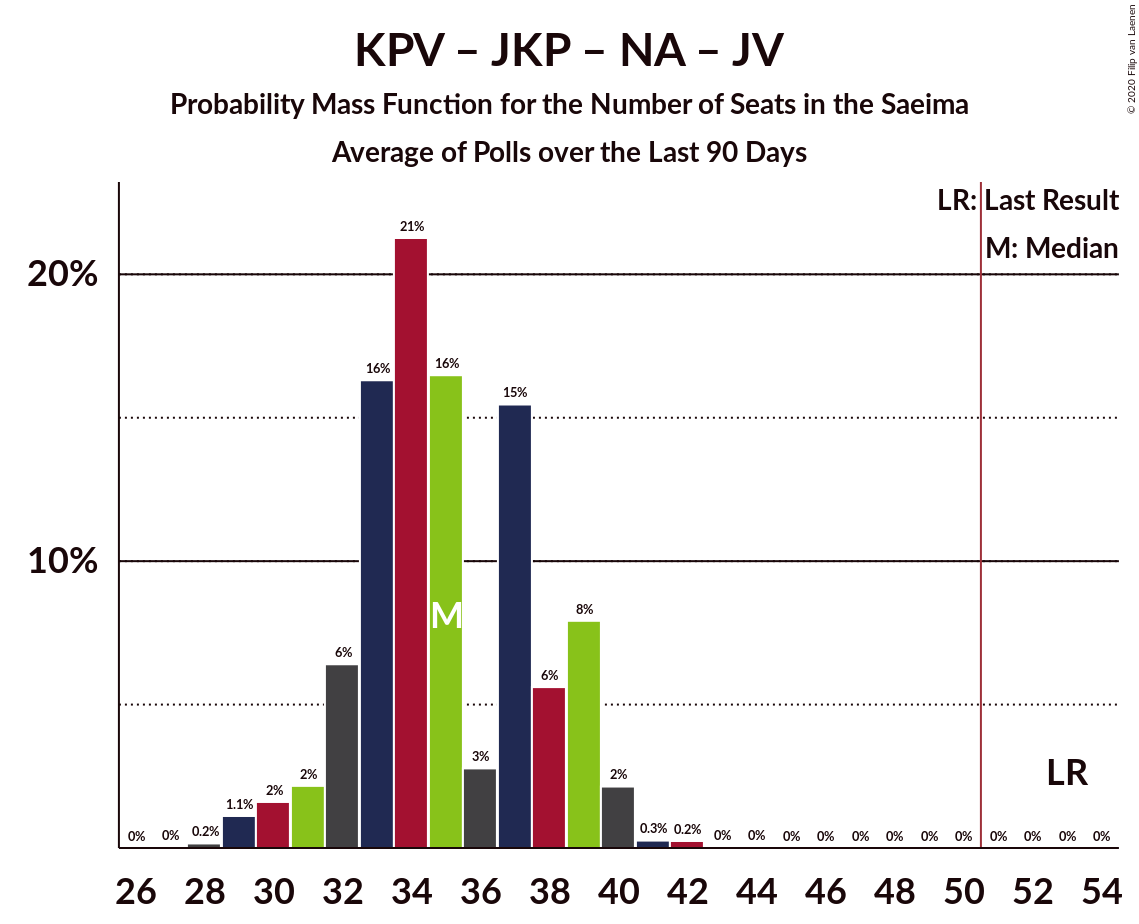 KPV – JKP – NA – JV
Probability Mass Function for the Number of Seats in the Saeima
Average of Polls over the Last 90 Days
© 2020 Filip van Laenen
LR: Last Result
M: Median
20%
10%
0% 0% 0.2% 1.1% 2% 2% 6% 16% 21% 16% 3% 15% 6% 8% 2% 0.3% 0.2% 0% 0% 0% 0% 0% 0% 0% 0% 0% 0% 0% 0%
M
LR
26 28 30 32 34 36 38 40 42 44 46 48 50 52 54